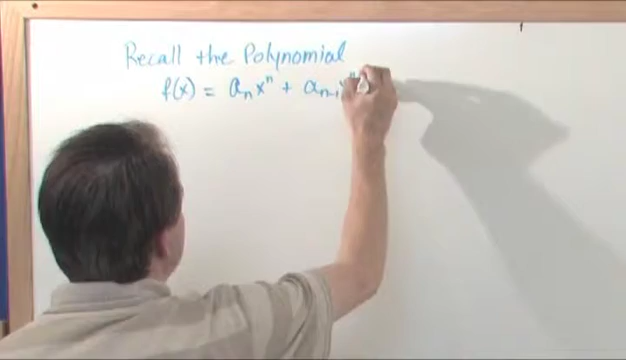 Recall the Polynomial
f(x) = aₙxⁿ + aₙ₋₁